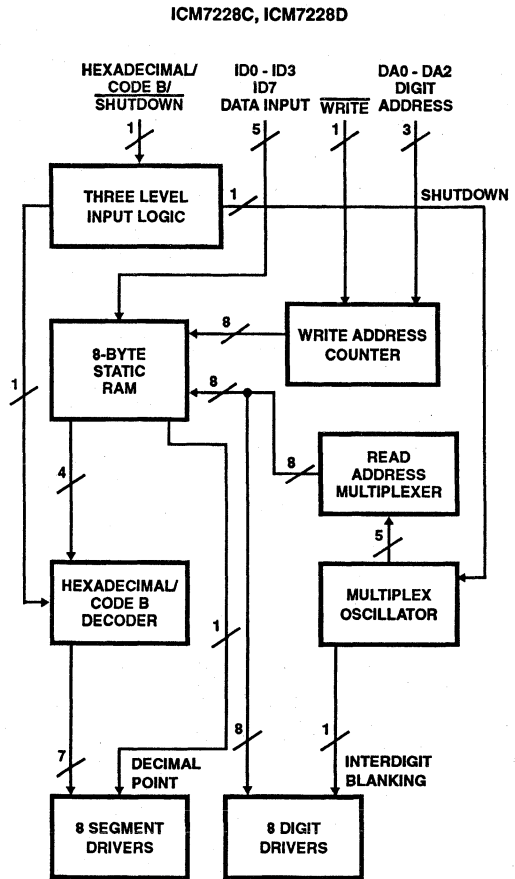 ICM7228C, ICM7228D
HEXADECIMAL/
CODE B/
SHUTDOWN
ID0 - ID3
ID7
DATA INPUT
WRITE
DA0 - DA2
DIGIT
ADDRESS
1
5
1
3
THREE LEVEL
INPUT LOGIC
1
SHUTDOWN
8-BYTE
STATIC
RAM
8
WRITE ADDRESS
COUNTER
1
8
READ
ADDRESS
MULTIPLEXER
8
4
5
HEXADECIMAL/
CODE B
DECODER
MULTIPLEX
OSCILLATOR
1
7
DECIMAL
POINT
8
1
INTERDIGIT
BLANKING
8 SEGMENT
DRIVERS
8 DIGIT
DRIVERS